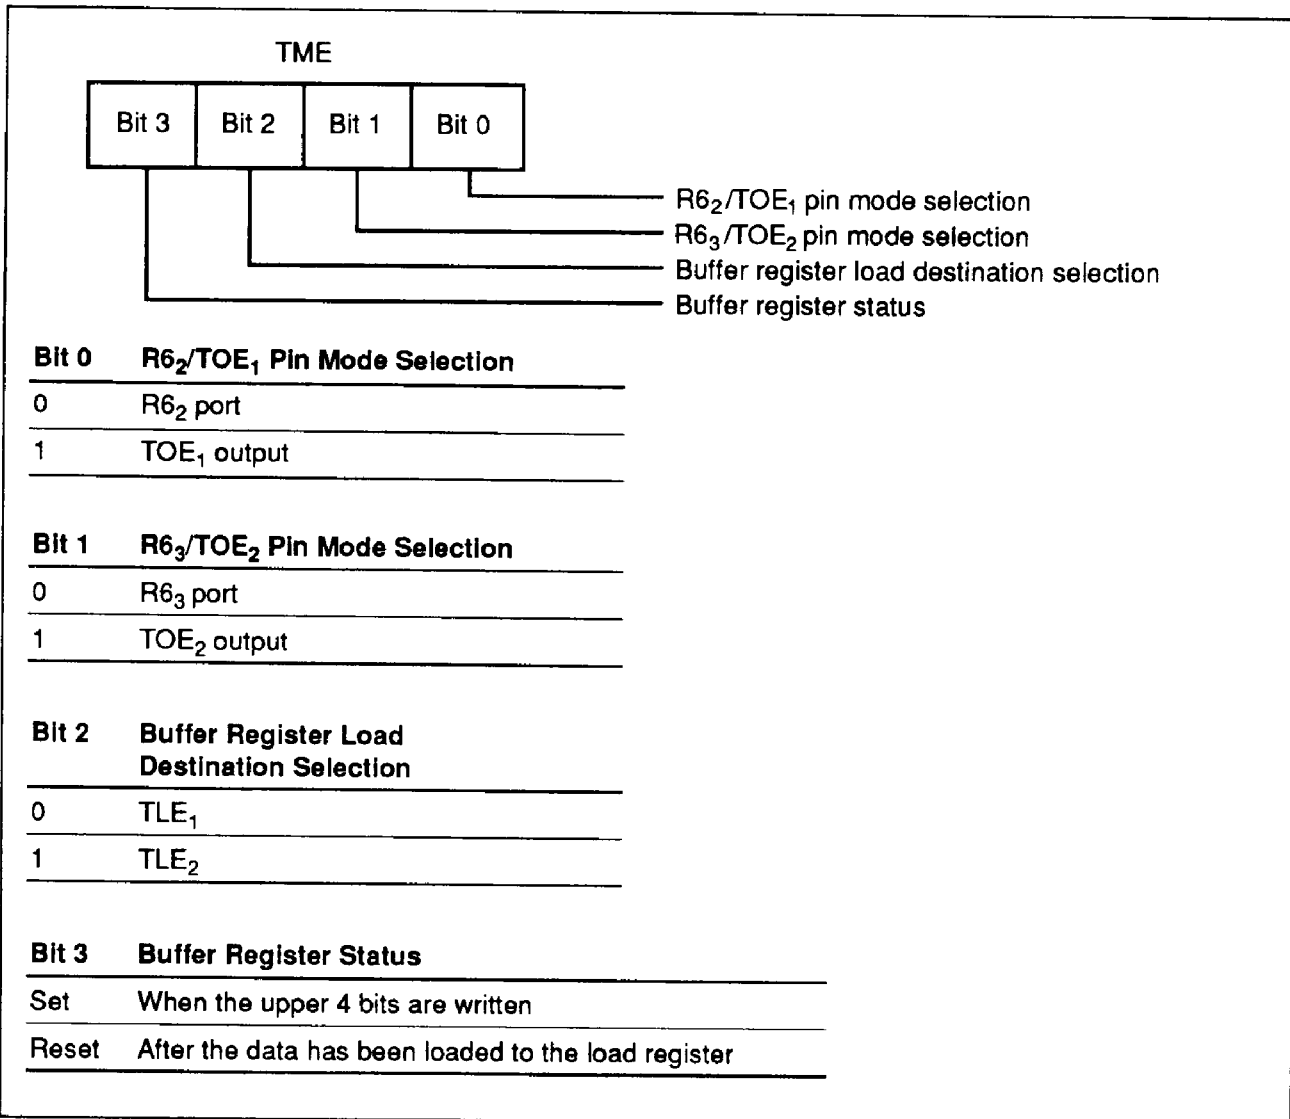 TME
Bit 3 Bit 2 Bit 1 Bit 0
R6₂/TOE₁ pin mode selection
R6₃/TOE₂ pin mode selection
Buffer register load destination selection
Buffer register status
Bit 0 R6₂/TOE₁ Pin Mode Selection
0 R6₂ port
1 TOE₁ output
Bit 1 R6₃/TOE₂ Pin Mode Selection
0 R6₃ port
1 TOE₂ output
Bit 2 Buffer Register Load
Destination Selection
0 TLE₁
1 TLE₂
Bit 3 Buffer Register Status
Set When the upper 4 bits are written
Reset After the data has been loaded to the load register